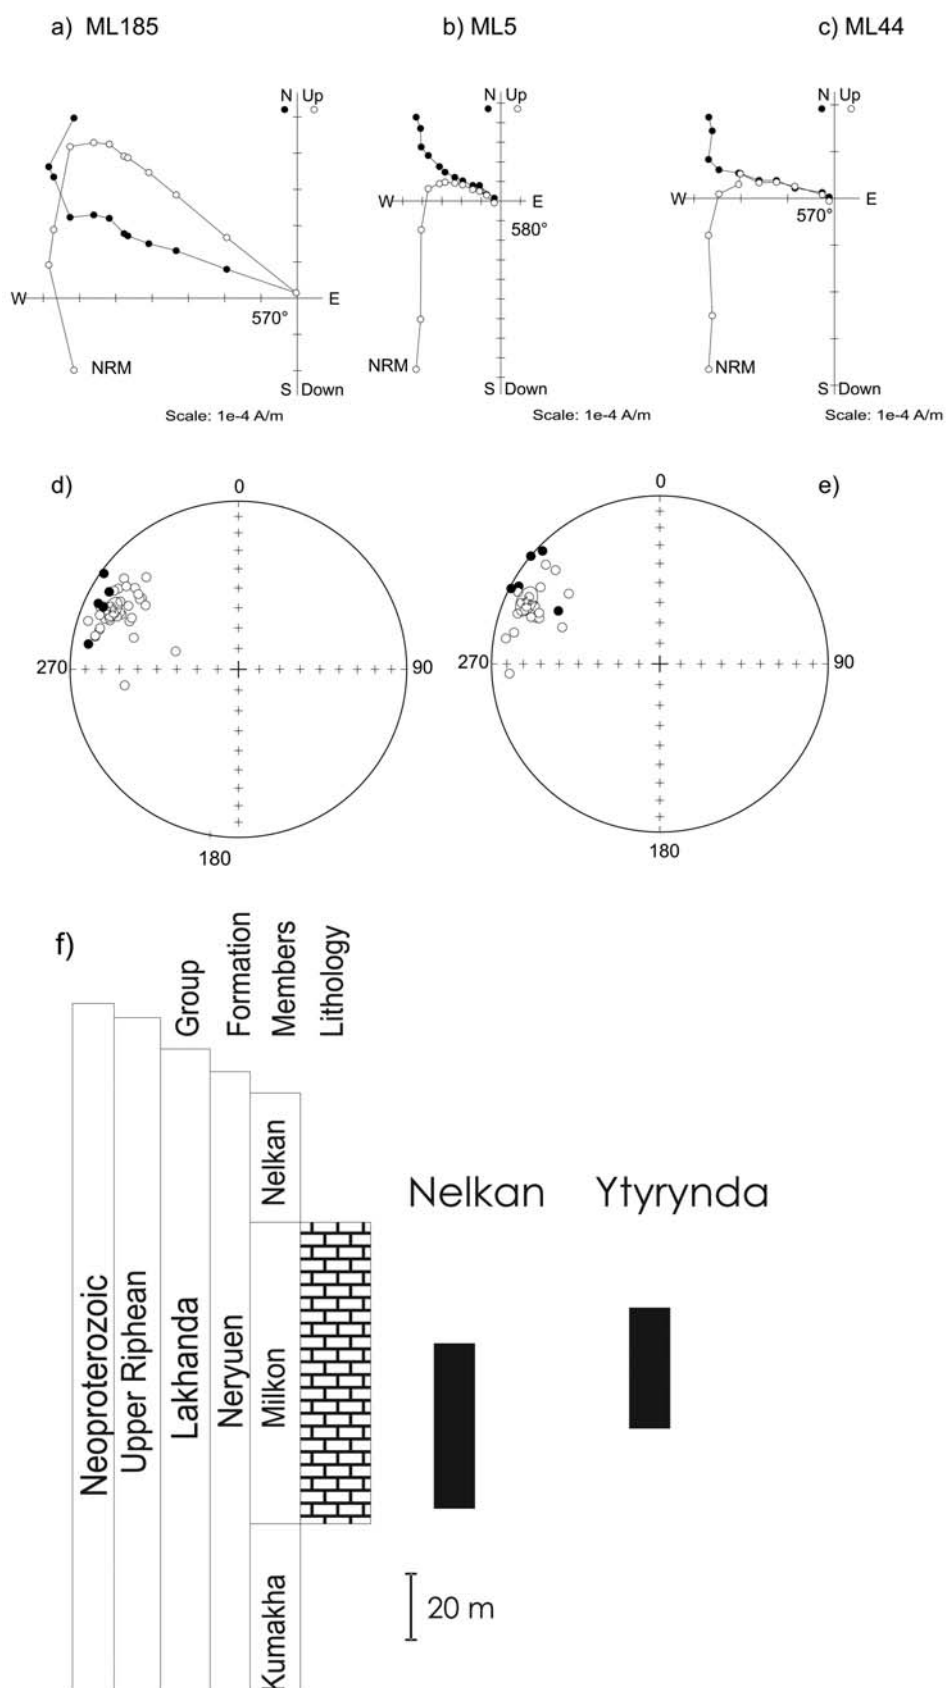 a) ML185
b) ML5
c) ML44
N Up
W E
570°
NRM
S Down
Scale: 1e-4 A/m
N Up
W E
580°
NRM
S Down
Scale: 1e-4 A/m
N Up
W E
570°
NRM
S Down
Scale: 1e-4 A/m
d)
0
270
90
180
e)
0
270
90
180
f)
Group
Formation
Members
Lithology
Neoproterozoic
Upper Riphean
Lakhanda
Neryuen
Nelkan
Milkon
Kumakha
Nelkan
Ytyrynda
20 m